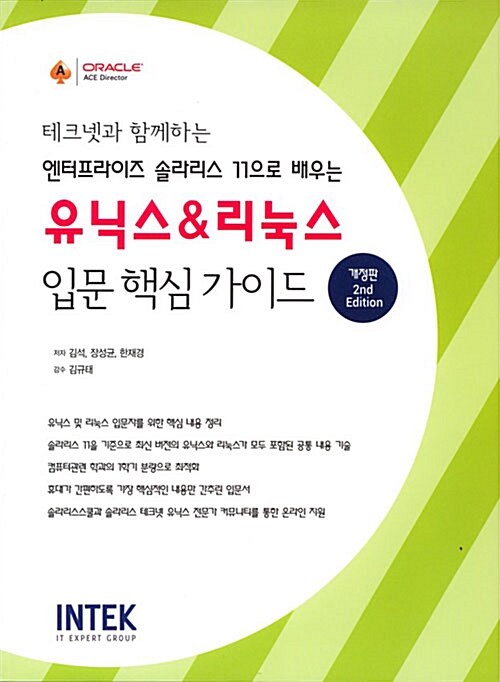 A
ORACLE
ACE Director
테크넷과 함께하는
엔터프라이즈 솔라리스 11으로 배우는
유닉스&리눅스
입문 핵심 가이드
개정판
2nd
Edition
저자 김석, 장성균, 한재경
감수 김규태
유닉스 및 리눅스 입문자를 위한 핵심 내용 정리
솔라리스 11을 기준으로 최신 버전의 유닉스와 리눅스가 모두 포함된 공통 내용 기술
컴퓨터관련 학과의 1학기 분량으로 최적화
휴대가 간편하도록 가장 핵심적인 내용만 간추린 입문서
솔라리스스쿨과 솔라리스 테크넷 유닉스 전문가 커뮤니티를 통한 온라인 지원
INTEK
IT EXPERT GROUP